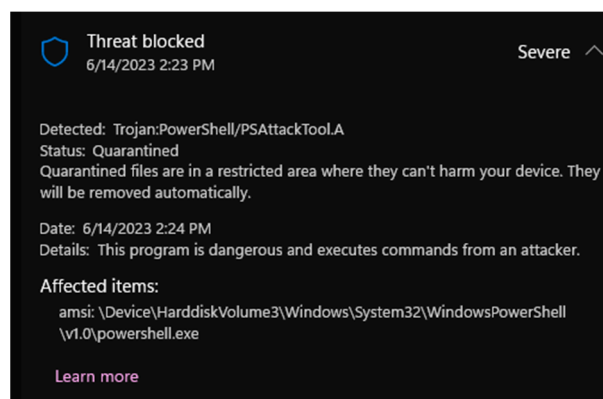 Threat blocked
6/14/2023 2:23 PM
Severe
Detected: Trojan:PowerShell/PSAttackTool.A
Status: Quarantined
Quarantined files are in a restricted area where they can't harm your device. They
will be removed automatically.
Date: 6/14/2023 2:24 PM
Details: This program is dangerous and executes commands from an attacker.
Affected items:
amsi: \Device\HarddiskVolume3\Windows\System32\WindowsPowerShell
\v1.0\powershell.exe
Learn more